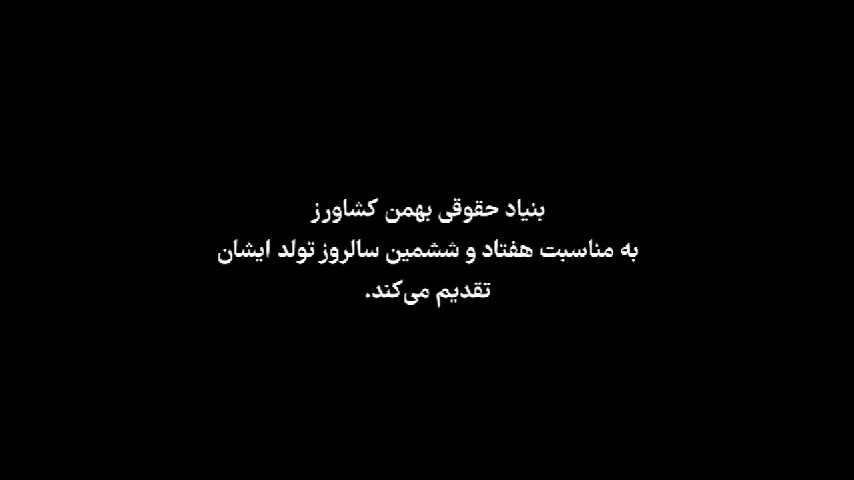 بنیاد حقوقی بهمن کشاورز
به مناسبت هفتاد و ششمین سالروز تولد ایشان
تقدیم می‌کند.